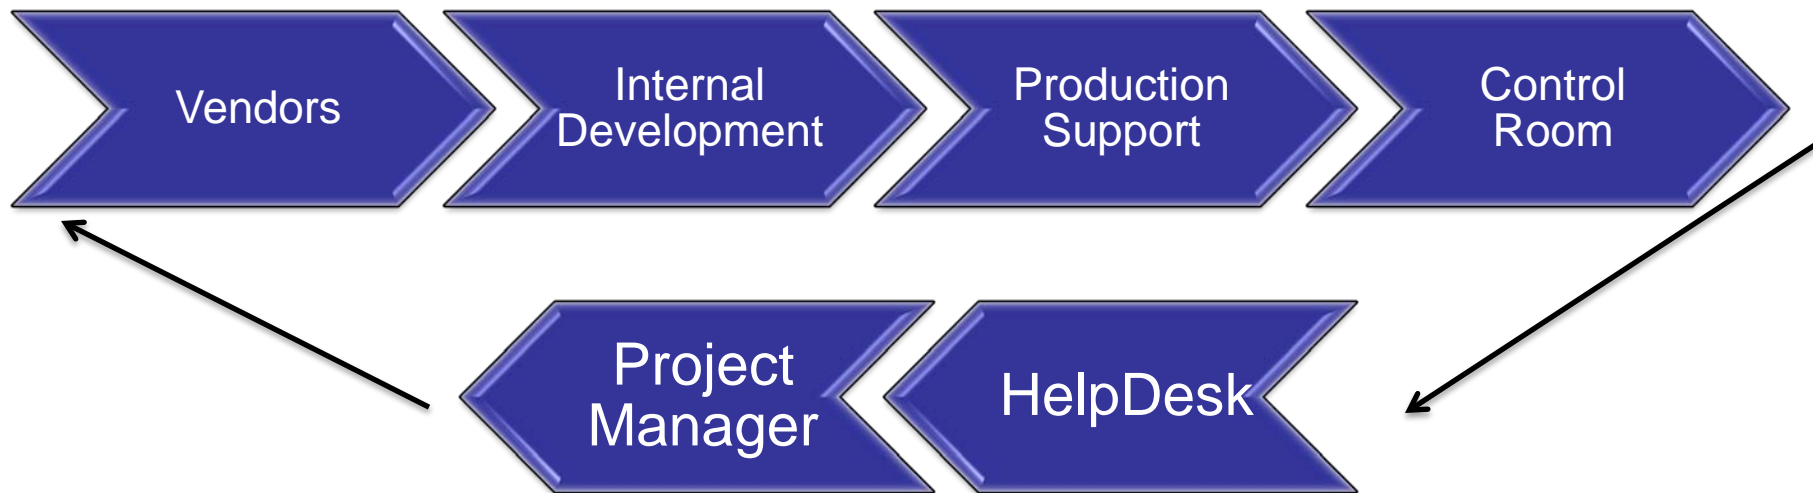 Vendors
Internal
Development
Production
Support
Control
Room
Project
Manager
HelpDesk